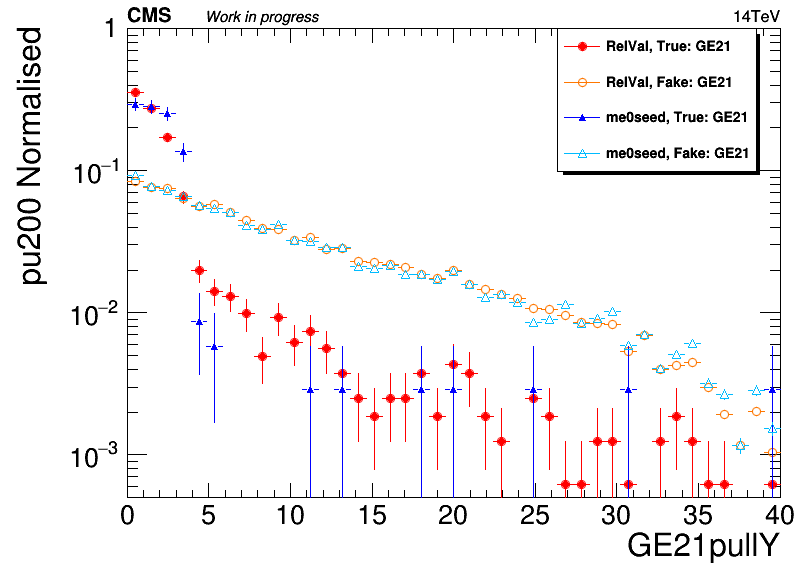 CMS Work in progress 14TeV
pu200 Normalised
1
10⁻¹
10⁻²
10⁻³
RelVal, True: GE21
RelVal, Fake: GE21
me0seed, True: GE21
me0seed, Fake: GE21
0 5 10 15 20 25 30 35 40
GE21pullY